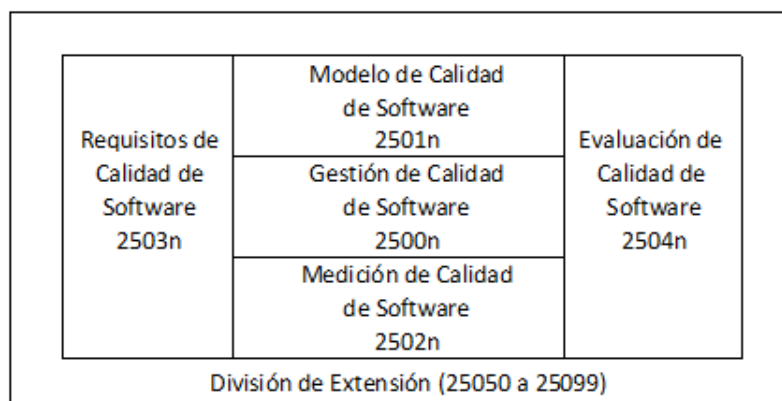 Requisitos de
Calidad de
Software
2503n
Modelo de Calidad
de Software
2501n
Gestión de Calidad
de Software
2500n
Medición de Calidad
de Software
2502n
Evaluación de
Calidad de
Software
2504n
División de Extensión (25050 a 25099)